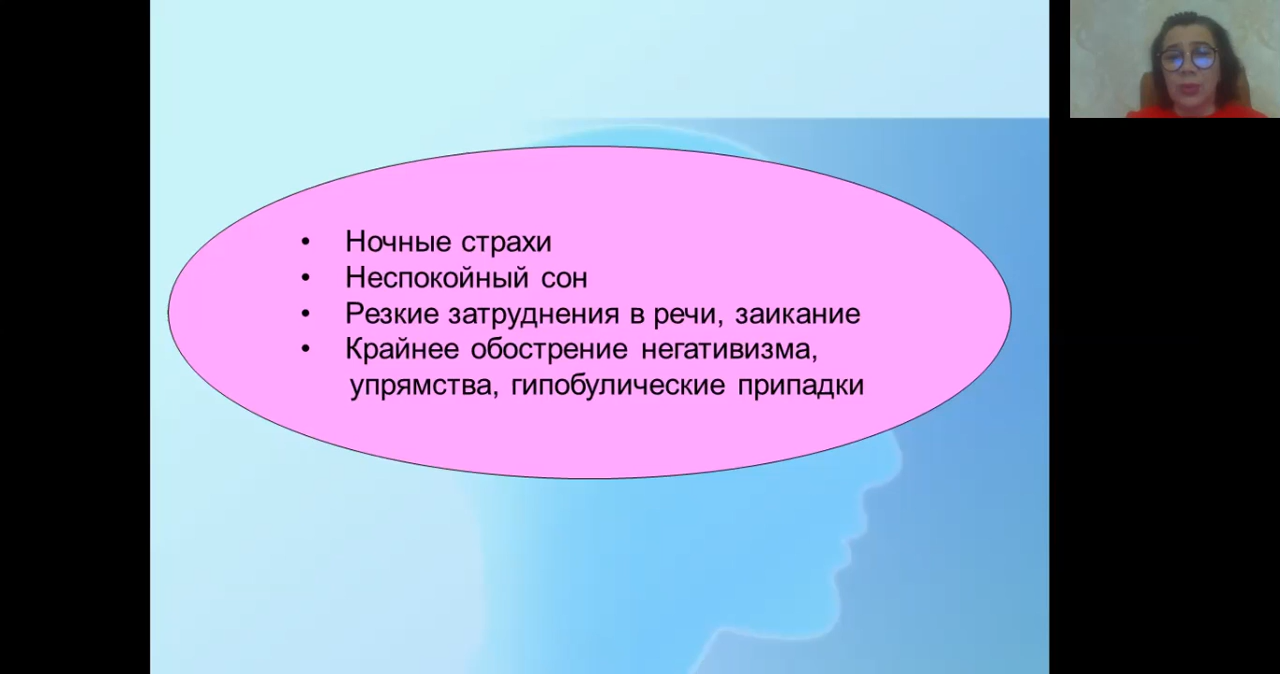 • Ночные страхи
• Неспокойный сон
• Резкие затруднения в речи, заикание
• Крайнее обострение негативизма,
упрямства, гипобулические припадки